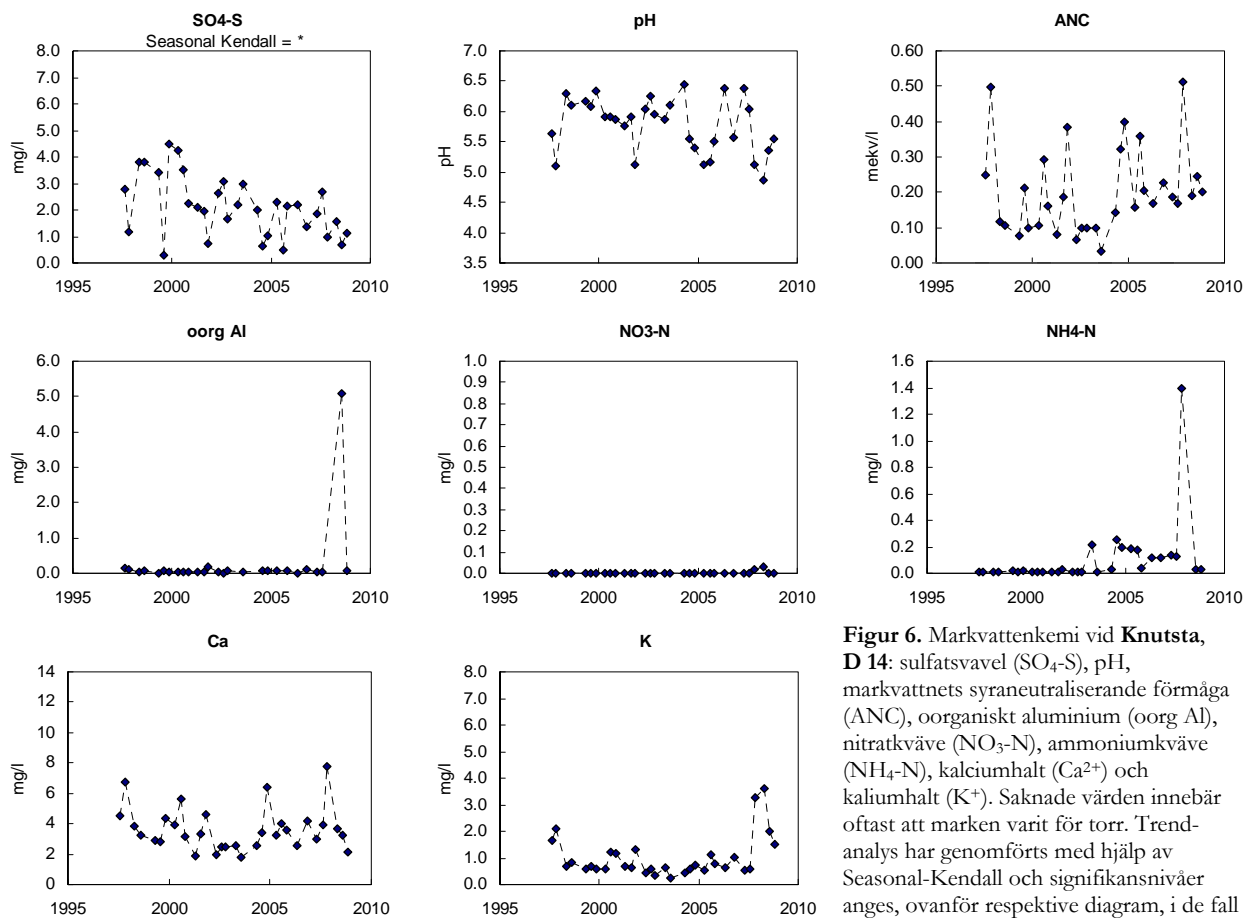 SO4-S
Seasonal Kendall = *
8.0
7.0
6.0
5.0
4.0
3.0
2.0
1.0
0.0
mg/l
1995 2000 2005 2010
pH
7.0
6.5
6.0
5.5
5.0
4.5
4.0
3.5
pH
1995 2000 2005 2010
ANC
0.60
0.50
0.40
0.30
0.20
0.10
0.00
mekv/l
1995 2000 2005 2010
oorg Al
6.0
5.0
4.0
3.0
2.0
1.0
0.0
mg/l
1995 2000 2005 2010
NO3-N
1.0
0.9
0.8
0.7
0.6
0.5
0.4
0.3
0.2
0.1
0.0
mg/l
1995 2000 2005 2010
NH4-N
1.6
1.4
1.2
1.0
0.8
0.6
0.4
0.2
0.0
mg/l
1995 2000 2005 2010
Ca
14
12
10
8
6
4
2
0
mg/l
1995 2000 2005 2010
K
8.0
7.0
6.0
5.0
4.0
3.0
2.0
1.0
0.0
mg/l
1995 2000 2005 2010
Figur 6. Markvattenkemi vid Knutsta,
D 14: sulfatsvavel (SO₄-S), pH,
markvattnets syraneutraliserande förmåga
(ANC), oorganiskt aluminium (oorg Al),
nitratkväve (NO₃-N), ammoniumkväve
(NH₄-N), kalciumhalt (Ca²⁺) och
kaliumhalt (K⁺). Saknade värden innebär
oftast att marken varit för torr. Trend-
analys har genomförts med hjälp av
Seasonal-Kendall och signifikansnivåer
anges, ovanför respektive diagram, i de fall